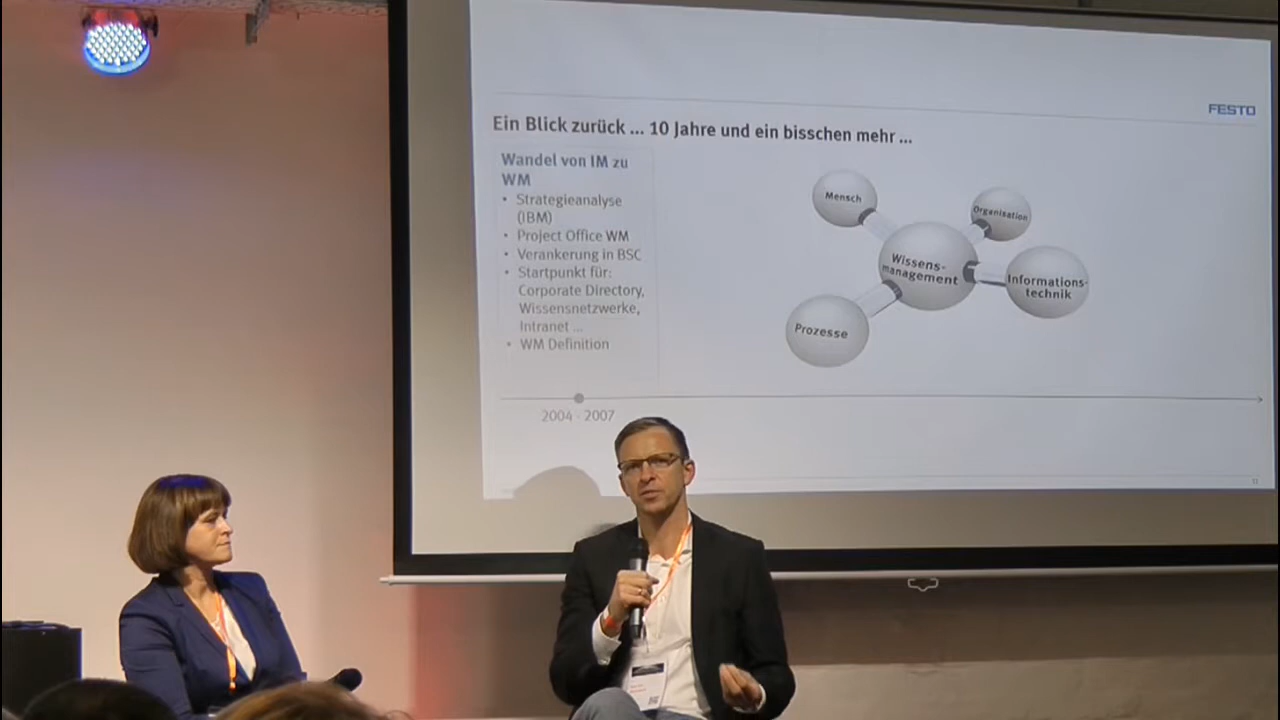 FESTO
Ein Blick zurück ... 10 Jahre und ein bisschen mehr ...
Wandel von IM zu
WM
• Strategieanalyse
(IBM)
• Project Office WM
• Verankerung in BSC
• Startpunkt für:
Corporate Directory,
Wissensnetzwerke,
Intranet ...
• WM Definition
Mensch
Organisation
Wissens-
management
Informations-
technik
Prozesse
2004 - 2007